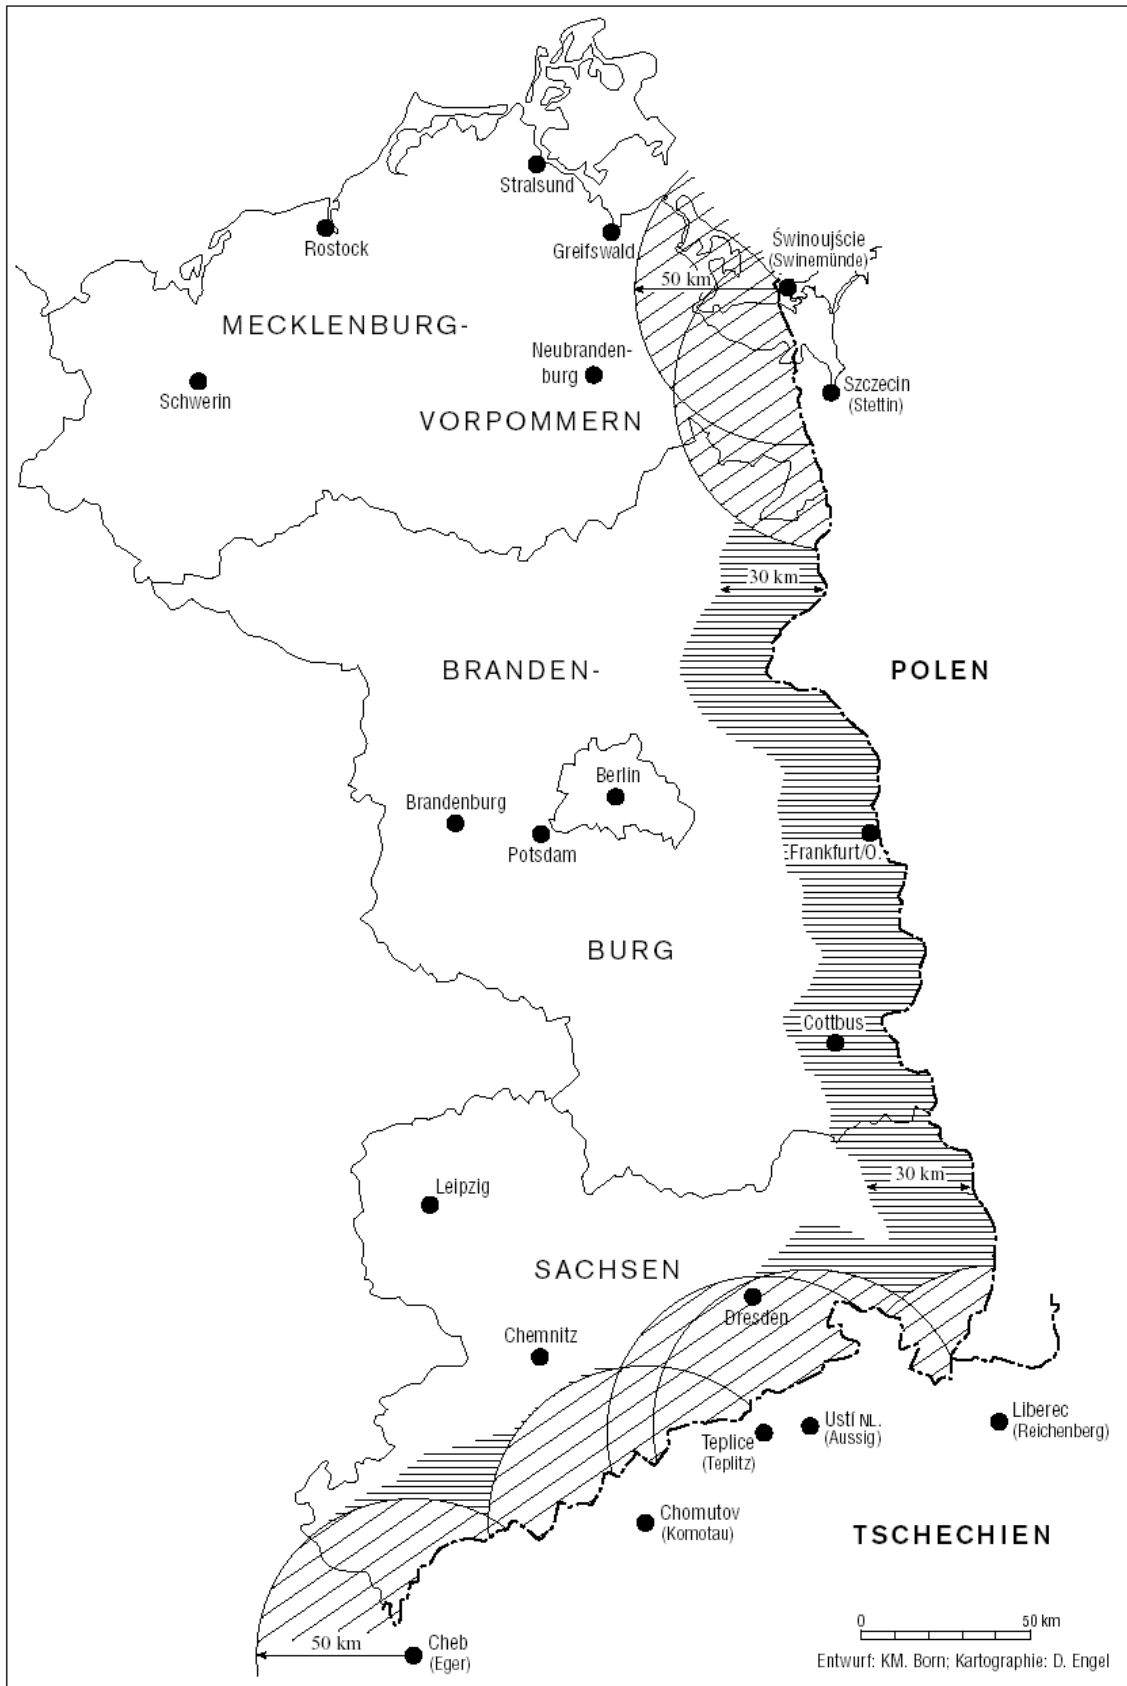 Stralsund
Rostock
Greifswald
Świnoujście
(Swinemünde)
50 km
MECKLENBURG-
Neubranden-
burg
Schwerin
Szczecin
(Stettin)
VORPOMMERN
30 km
BRANDEN-
POLEN
Berlin
Brandenburg
Potsdam
Frankfurt/O.
BURG
Cottbus
30 km
Leipzig
SACHSEN
Dresden
Chemnitz
Ustí NL.
(Aussig)
Liberec
(Reichenberg)
Teplice
(Teplitz)
Chomutov
(Komotau)
TSCHECHIEN
50 km
Cheb
(Eger)
0 50 km
Entwurf: KM. Born; Kartographie: D. Engel